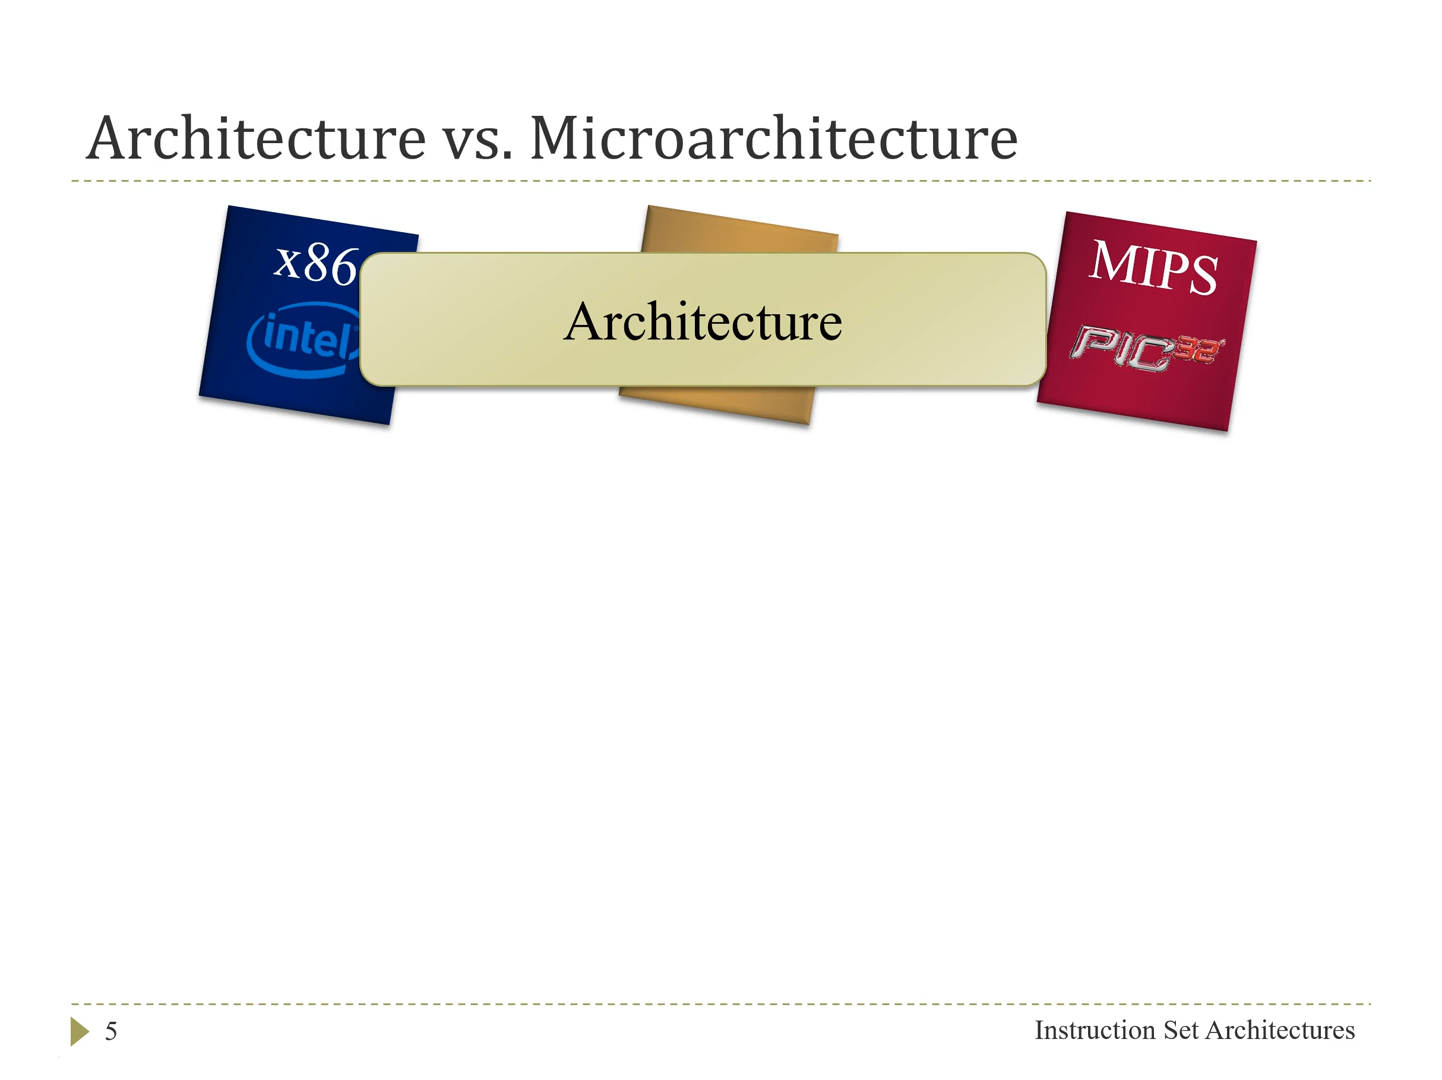 Architecture vs. Microarchitecture
x86
intel
Architecture
MIPS
PIC32
5
Instruction Set Architectures